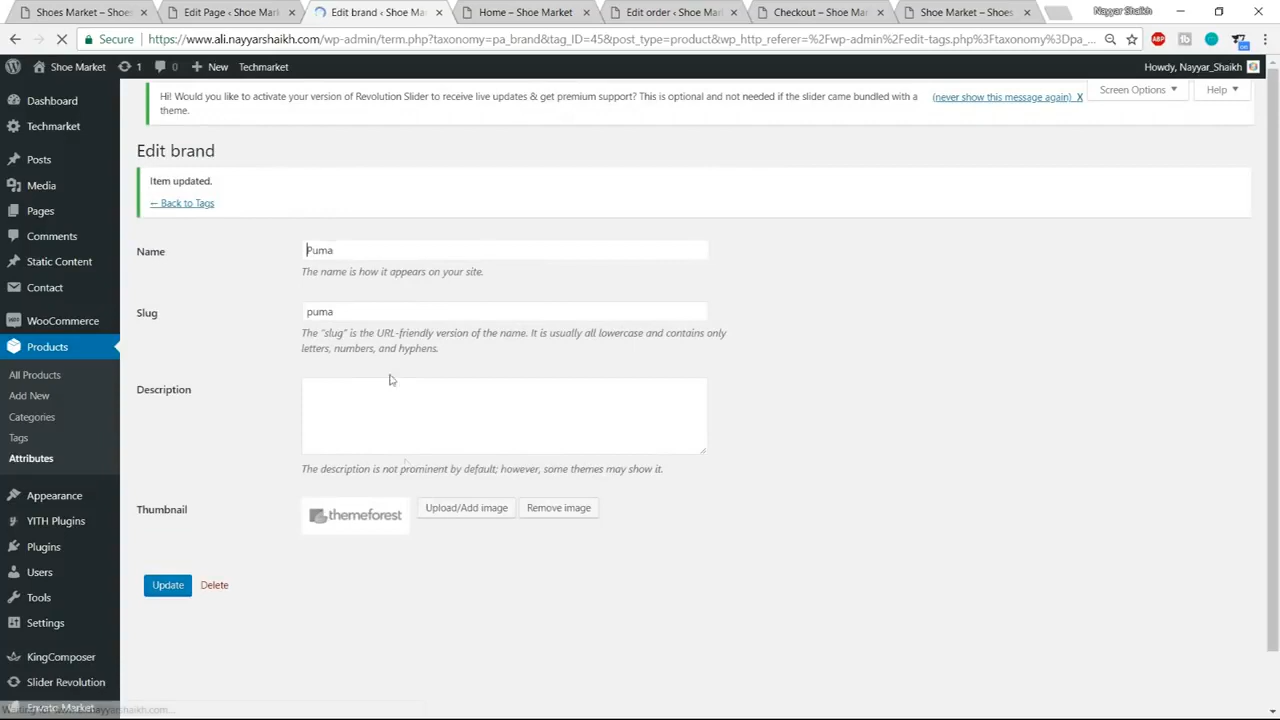 Shoes Market – Shoes
Edit Page ‹ Shoe Mark
Edit brand ‹ Shoe Mar
Home – Shoe Market
Edit order ‹ Shoe Mark
Checkout – Shoe Mark
Shoe Market – Shoes
Nayyar Shaikh
Secure
https://www.ali.nayyarshaikh.com/wp-admin/term.php?taxonomy=pa_brand&tag_ID=45&post_type=product&wp_http_referer=%2Fwp-admin%2Fedit-tags.php%3Ftaxonomy%3Dpa_...
Shoe Market
1
0
New
Techmarket
Howdy, Nayyar_Shaikh
Hi! Would you like to activate your version of Revolution Slider to receive live updates & get premium support? This is optional and not needed if the slider came bundled with a
theme.
(never show this message again) X
Screen Options
Help
Edit brand
Item updated.
← Back to Tags
Name
Puma
The name is how it appears on your site.
Slug
puma
The "slug" is the URL-friendly version of the name. It is usually all lowercase and contains only
letters, numbers, and hyphens.
Description
The description is not prominent by default; however, some themes may show it.
Thumbnail
themeforest
Upload/Add image
Remove image
Update
Delete
Dashboard
Techmarket
Posts
Media
Pages
Comments
Static Content
Contact
WooCommerce
Products
All Products
Add New
Categories
Tags
Attributes
Appearance
YITH Plugins
Plugins
Users
Tools
Settings
KingComposer
Slider Revolution
Envato Market